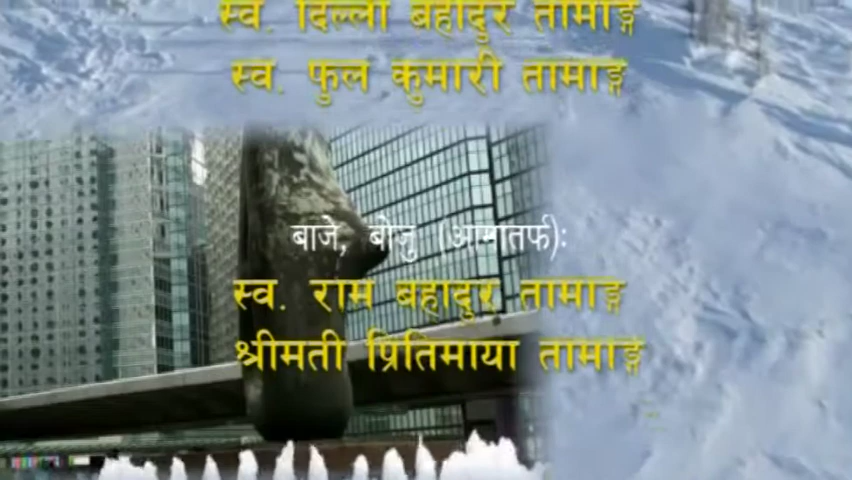 स्व. दिल्ली बहादुर तामाङ्ग
स्व. फुल कुमारी तामाङ्ग
बाजे, बोजु (आमातर्फ):
स्व. राम बहादुर तामाङ्ग
श्रीमती प्रितिमाया तामाङ्ग